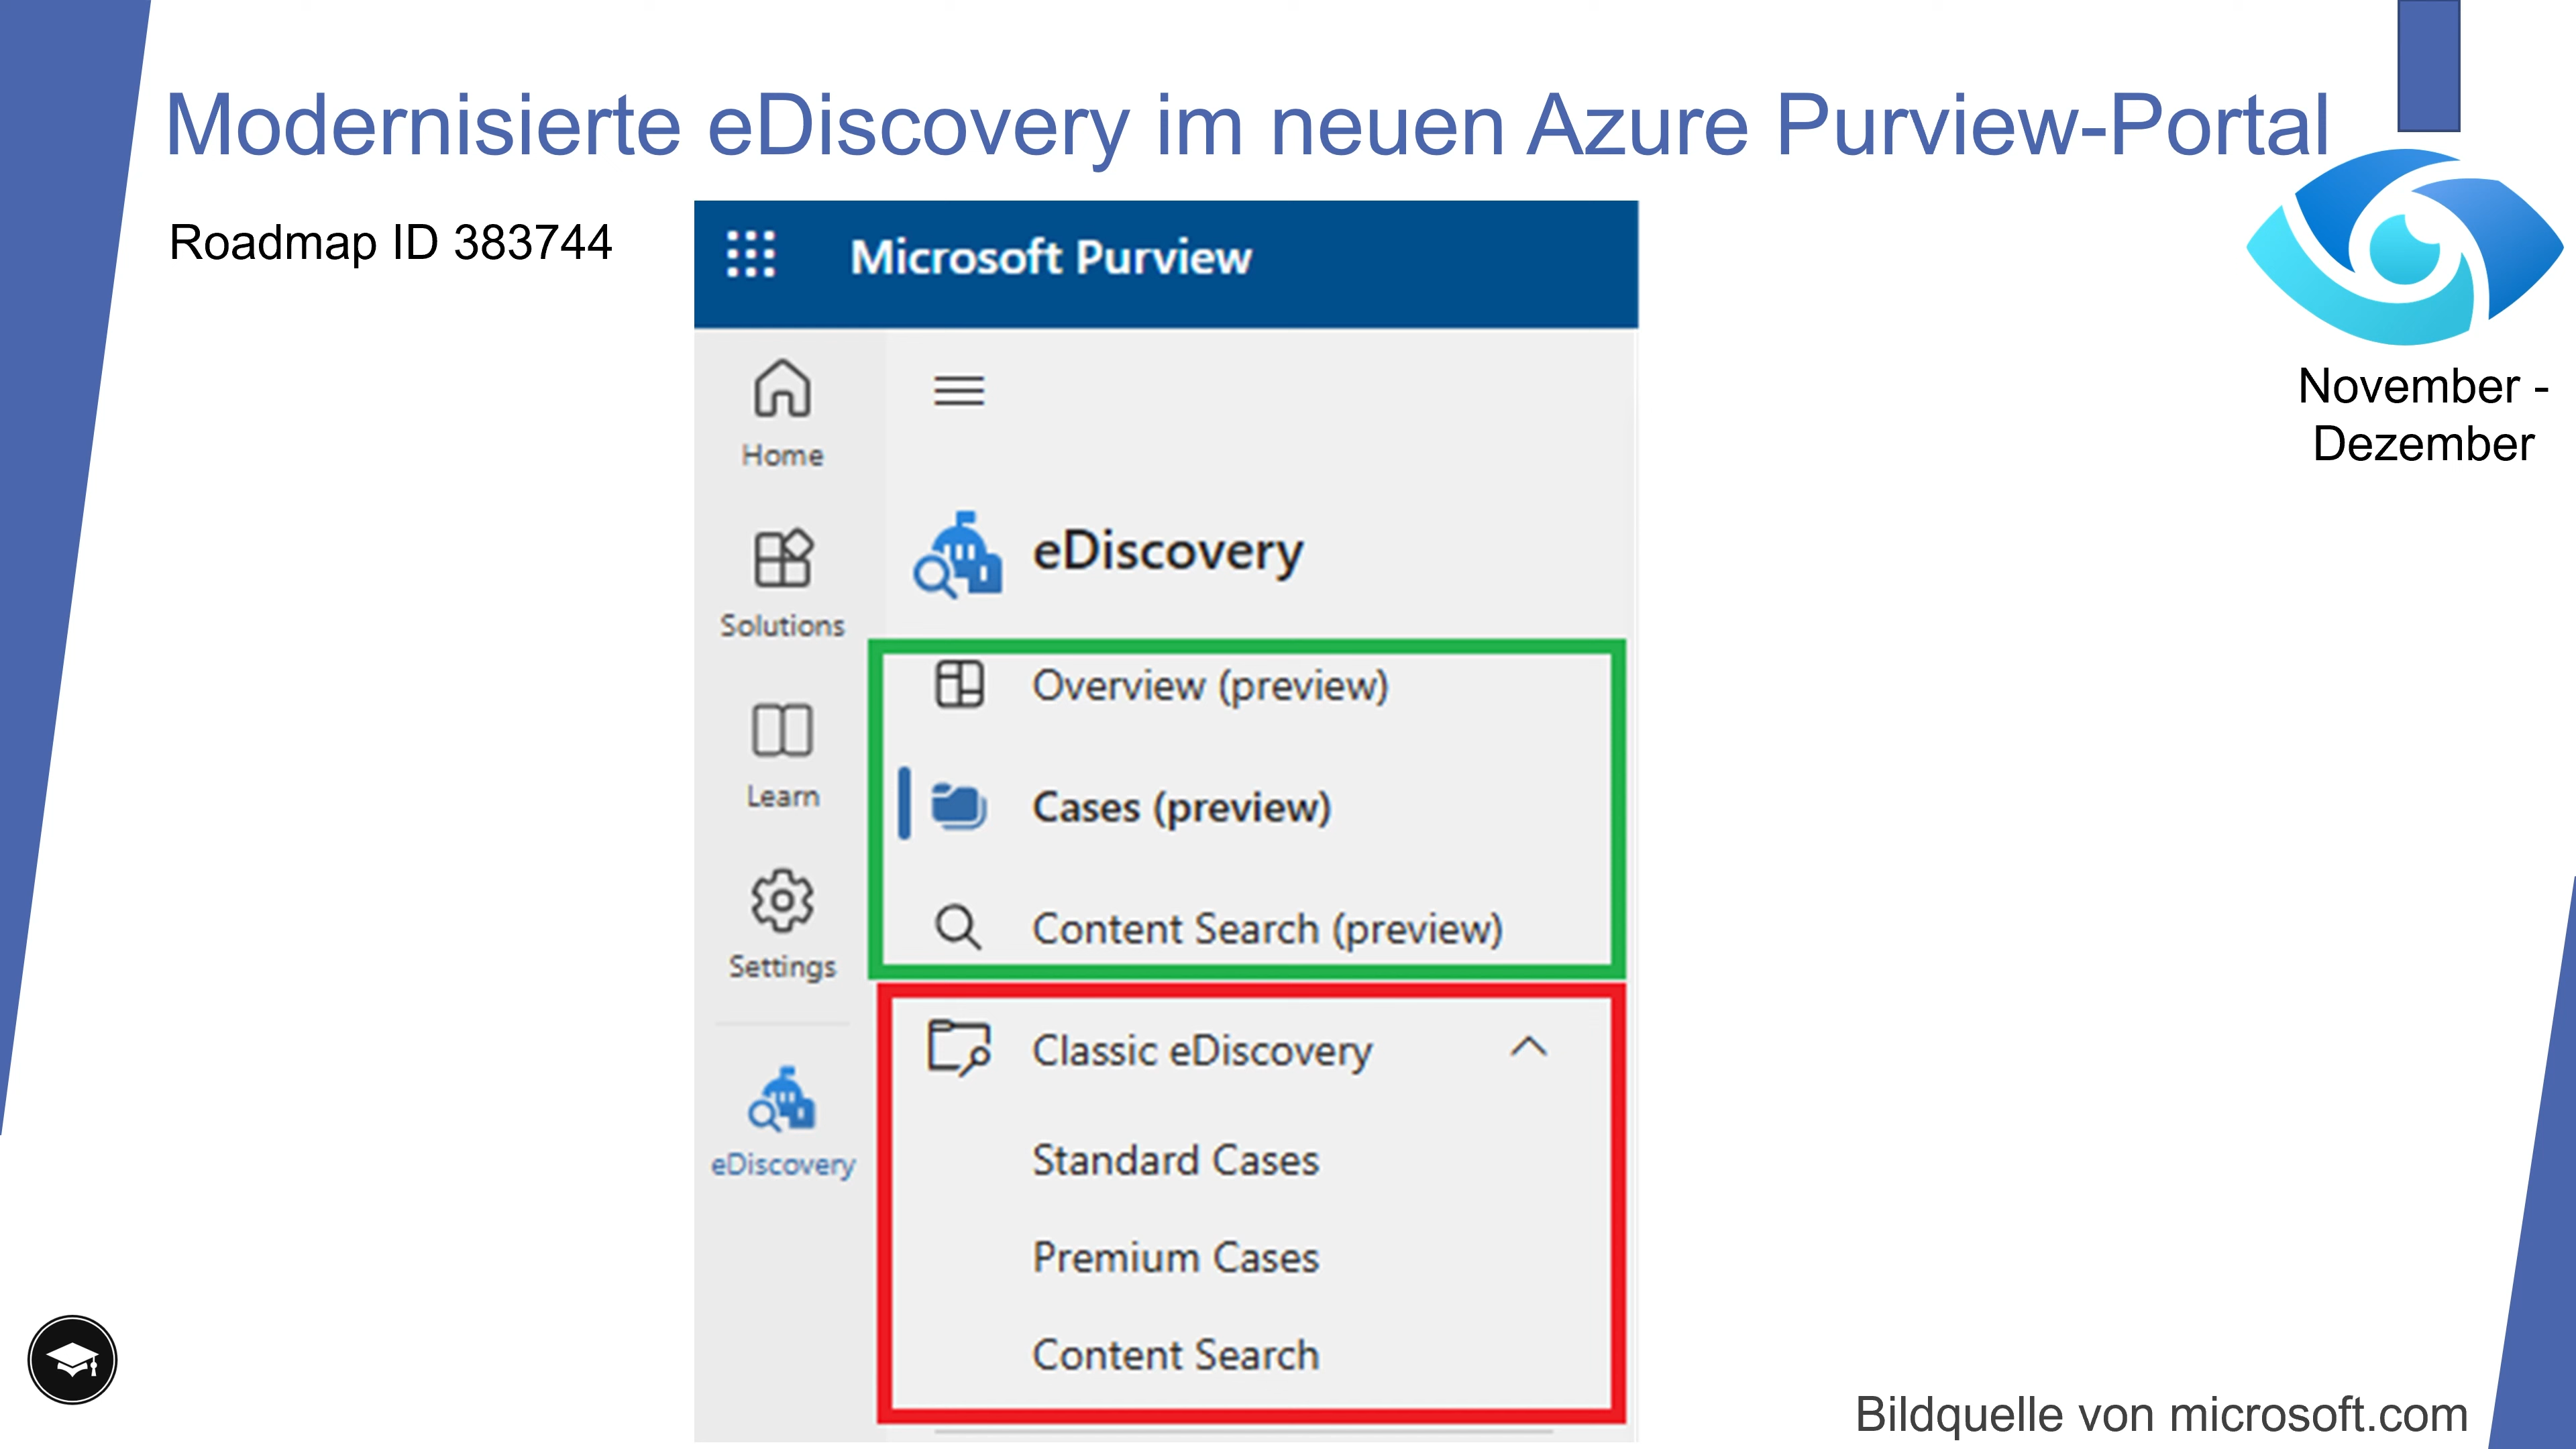 Modernisierte eDiscovery im neuen Azure Purview-Portal
Roadmap ID 383744
November -
Dezember
Microsoft Purview
Home
Solutions
Learn
Settings
eDiscovery
eDiscovery
Overview (preview)
Cases (preview)
Content Search (preview)
Classic eDiscovery
Standard Cases
Premium Cases
Content Search
Bildquelle von microsoft.com